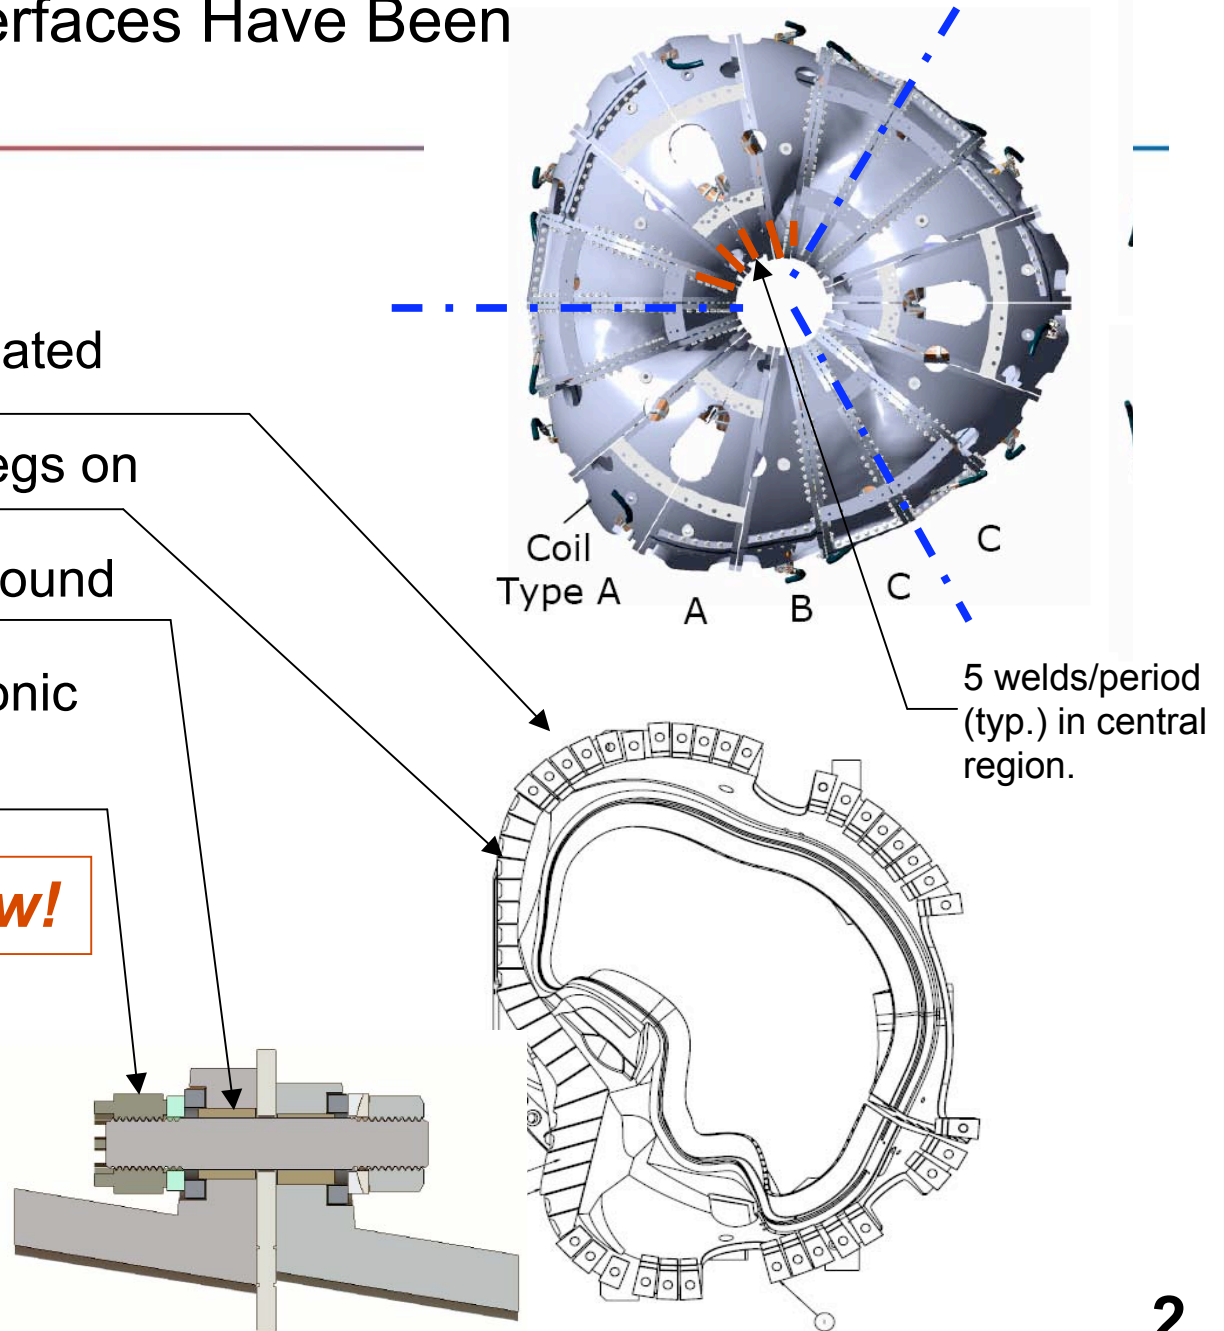 erfaces Have Been
ated
egs on
ound
onic
w!
Coil
Type A
A
B
C
C
5 welds/period
(typ.) in central
region.
2